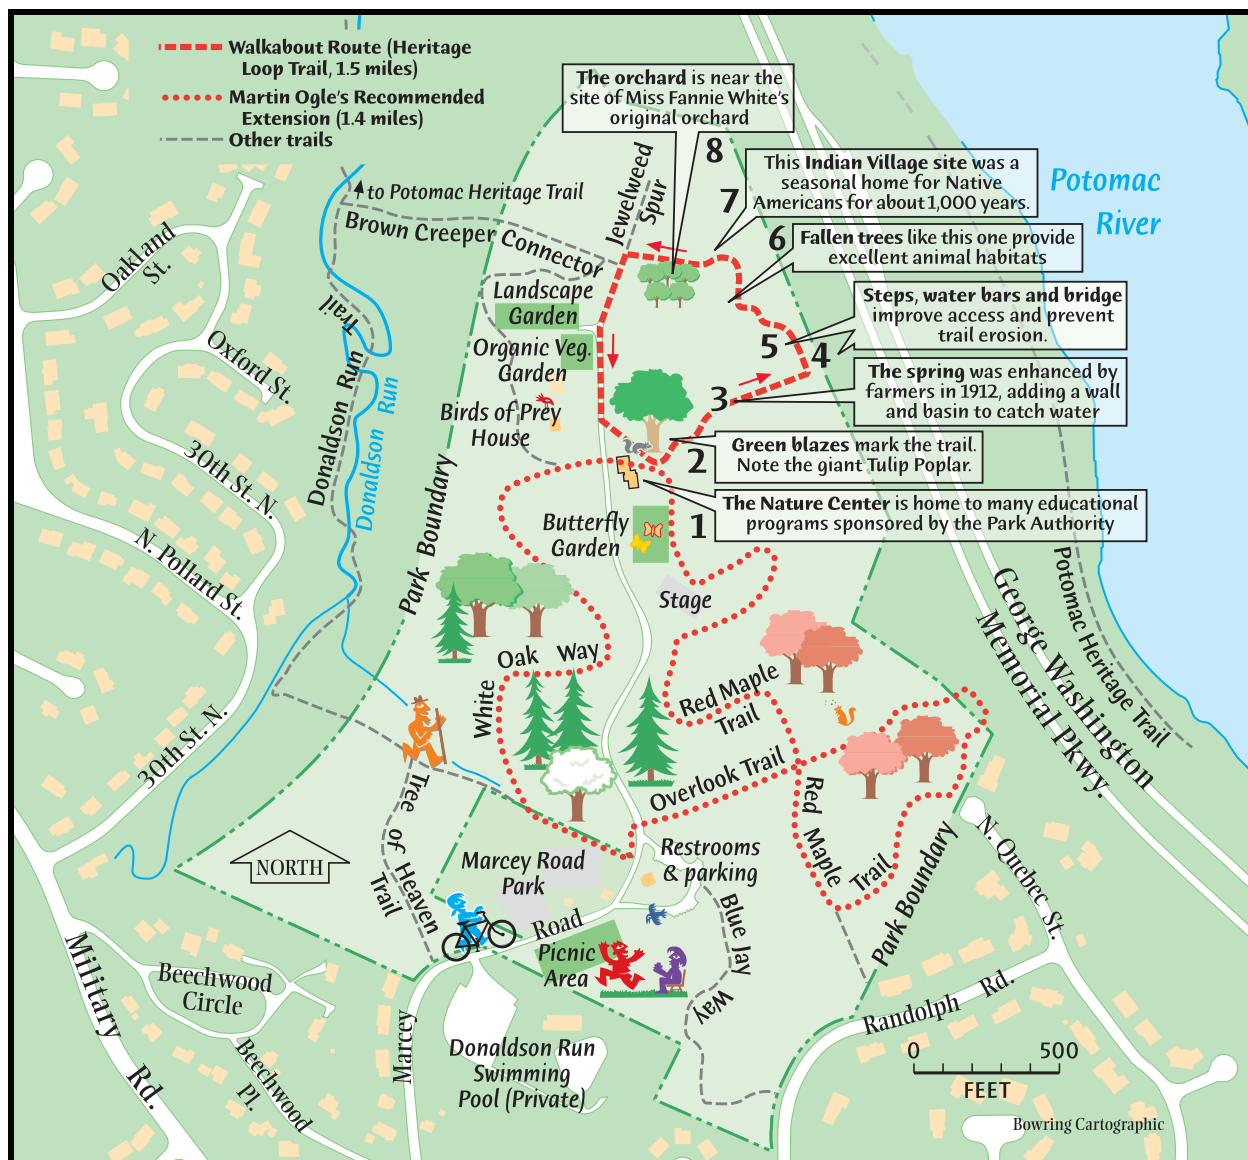 Walkabout Route (Heritage
Loop Trail, 1.5 miles)
Martin Ogle's Recommended
Extension (1.4 miles)
Other trails
The orchard is near the
site of Miss Fannie White's
original orchard
8
This Indian Village site was a
seasonal home for Native
Americans for about 1,000 years.
7
6
Fallen trees like this one provide
excellent animal habitats
Steps, water bars and bridge
improve access and prevent
trail erosion.
5
4
The spring was enhanced by
farmers in 1912, adding a wall
and basin to catch water
3
Green blazes mark the trail.
Note the giant Tulip Poplar.
2
The Nature Center is home to many educational
programs sponsored by the Park Authority
1
Potomac
River
to Potomac Heritage Trail
Brown Creeper Connector
Jewelweed
Spur
Landscape
Garden
Organic Veg.
Garden
Birds of Prey
House
Oakland
St.
Oxford St.
30th St. N.
N. Pollard St.
30th St. N.
Donaldson Run
Trail
Donaldson Run
Park Boundary
Butterfly
Garden
Stage
White
Oak Way
Red Maple
Trail
Overlook Trail
Red Maple Trail
George Washington
Memorial Pkwy.
Potomac Heritage Trail
Tree of Heaven
Trail
NORTH
Marcey Road
Park
Restrooms
& parking
Blue Jay
Way
Park Boundary
N. Quebec St.
Picnic
Area
Marcey
Road
Military Rd.
Beechwood
Circle
Beechwood
Pl.
Donaldson Run
Swimming
Pool (Private)
Randolph Rd.
0 500
FEET
Bowring Cartographic